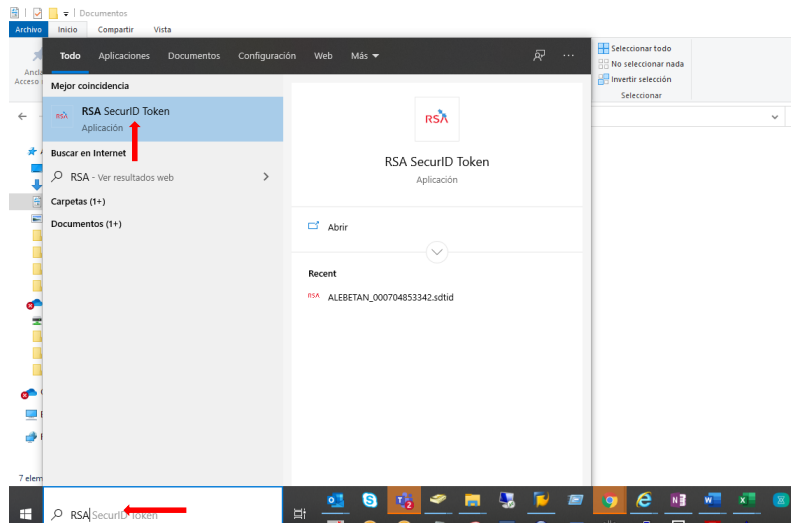 Documentos
Archivo Inicio Compartir Vista
Todo Aplicaciones Documentos Configuración Web Más
Seleccionar todo
No seleccionar nada
Invertir selección
Seleccionar
Ancla
Acceso
Mejor coincidencia
RSA SecurID Token
Aplicación
Buscar en Internet
RSA - Ver resultados web
Carpetas (1+)
Documentos (1+)
RSA
RSA SecurID Token
Aplicación
Abrir
Recent
ALEBETAN_000704853342.sdtid
7 elem
RSA SecurID Token